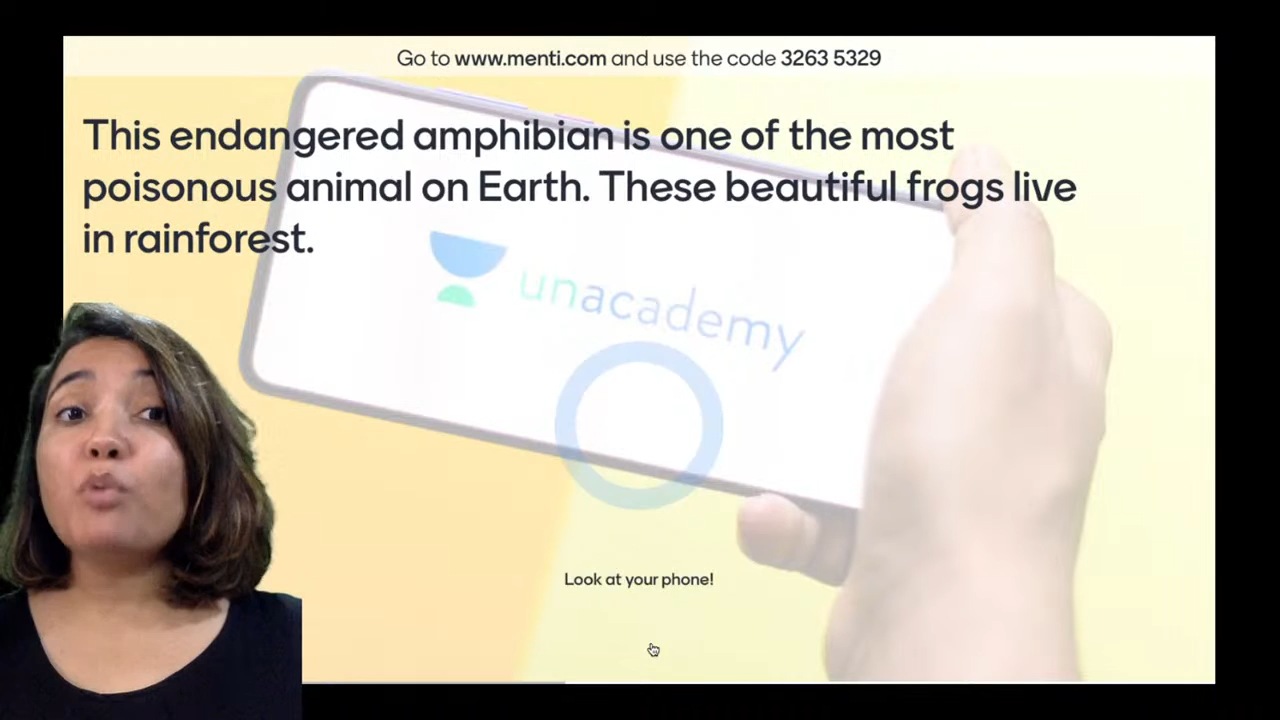 Go to www.menti.com and use the code 3263 5329
This endangered amphibian is one of the most
poisonous animal on Earth. These beautiful frogs live
in rainforest.
unacademy
Look at your phone!